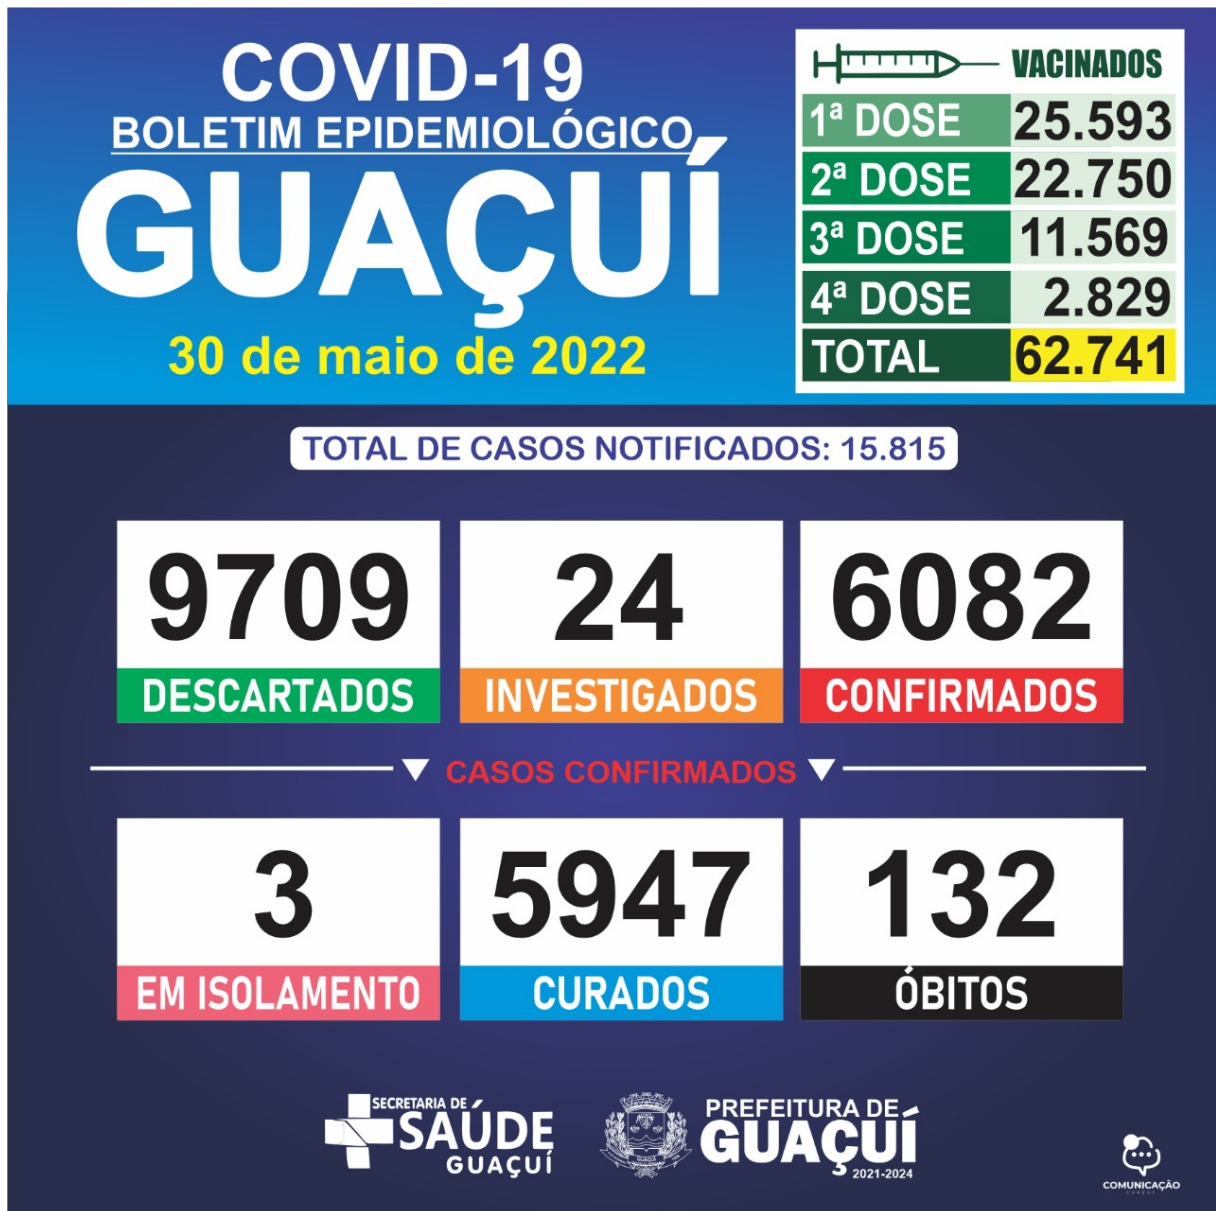 COVID-19
BOLETIM EPIDEMIOLÓGICO
GUAÇUÍ
30 de maio de 2022
VACINADOS
1ª DOSE 25.593
2ª DOSE 22.750
3ª DOSE 11.569
4ª DOSE 2.829
TOTAL 62.741
TOTAL DE CASOS NOTIFICADOS: 15.815
9709
DESCARTADOS
24
INVESTIGADOS
6082
CONFIRMADOS
CASOS CONFIRMADOS
3
EM ISOLAMENTO
5947
CURADOS
132
ÓBITOS
SECRETARIA DE
SAÚDE
GUAÇUÍ
GUAÇUÍ
PREFEITURA DE
GUAÇUÍ
2021-2024
COMUNICAÇÃO
GUAÇUÍ